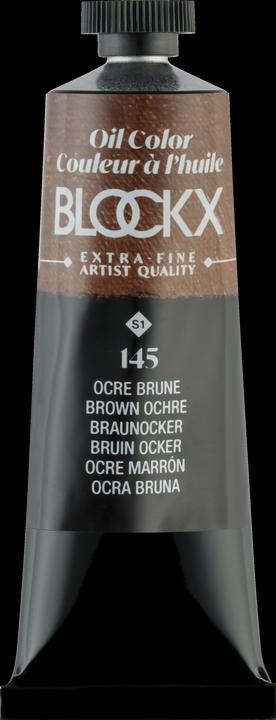 Oil Color
Couleur à l'huile
BLOCKX
EXTRA-FINE
ARTIST QUALITY
S1
145
OCRE BRUNE
BROWN OCHRE
BRAUNOCKER
BRUIN OCKER
OCRE MARRÓN
OCRA BRUNA